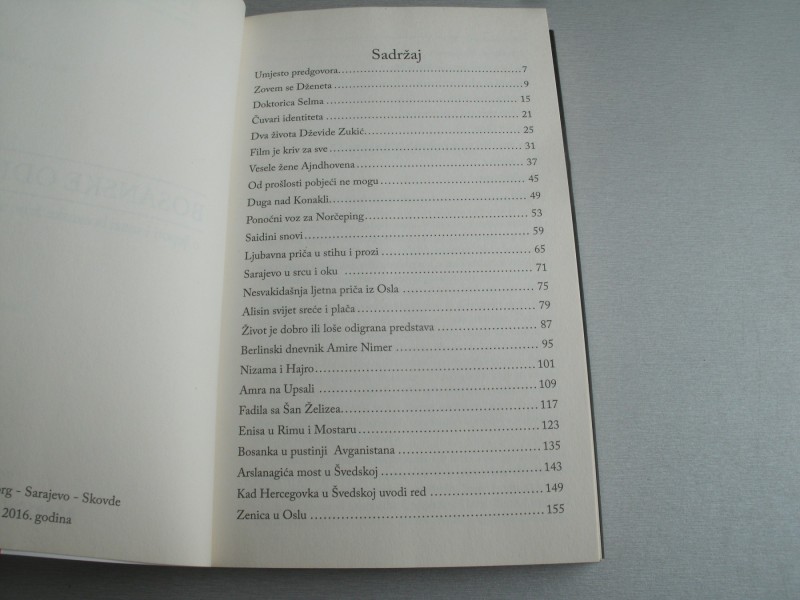 rg - Sarajevo - Skovde
2016. godina
Sadržaj
Umjesto predgovora.....7
Zovem se Dženeta.....9
Doktorica Selma.....15
Čuvari identiteta.....21
Dva života Dževide Zukić.....25
Film je kriv za sve.....31
Vesele žene Ajndhovena.....37
Od prošlosti pobjeći ne mogu.....45
Duga nad Konakli.....49
Ponoćni voz za Norčeping.....53
Saidini snovi.....59
Ljubavna priča u stihu i prozi.....65
Sarajevo u srcu i oku.....71
Nesvakidašnja ljetna priča iz Osla.....75
Alisin svijet sreće i plača.....79
Život je dobro ili loše odigrana predstava.....87
Berlinski dnevnik Amire Nimer.....95
Nizama i Hajro.....101
Amra na Upsali.....109
Fadila sa Šan Želizea.....117
Enisa u Rimu i Mostaru.....123
Bosanka u pustinji Avganistana.....135
Arslanagića most u Švedskoj.....143
Kad Hercegovka u Švedskoj uvodi red.....149
Zenica u Oslu.....155